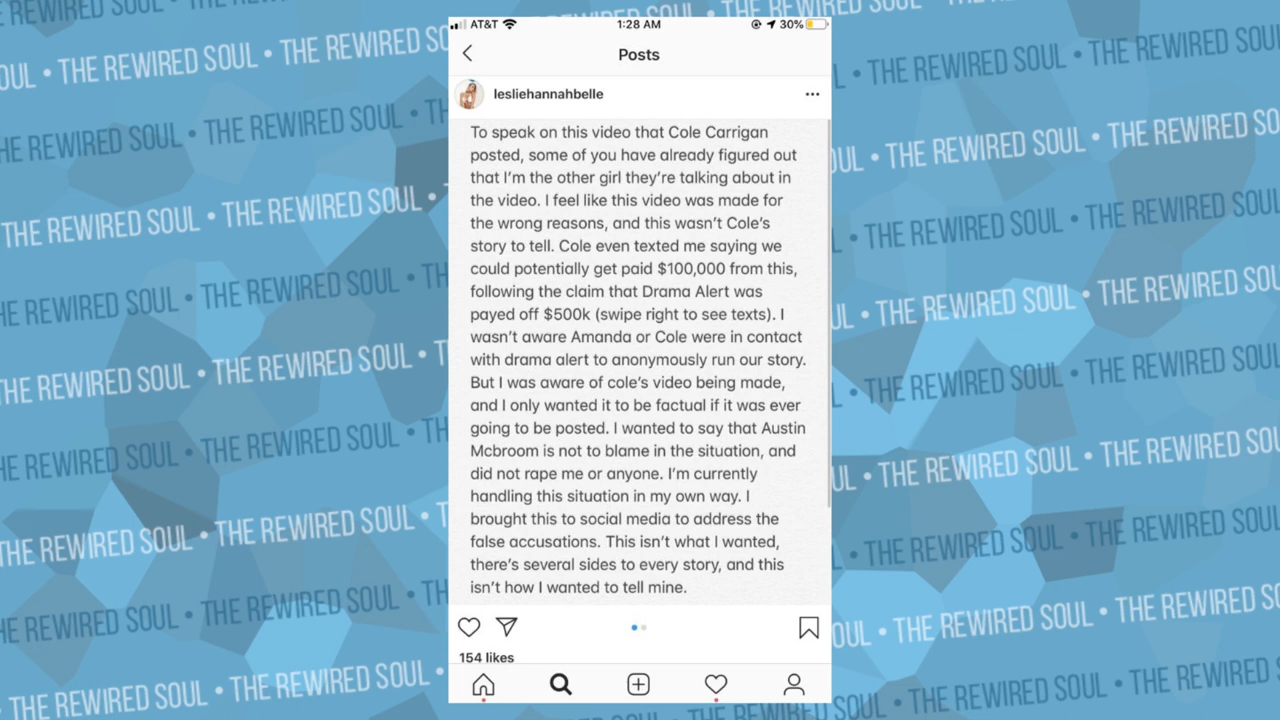 AT&T 1:28 AM 30%
Posts
lesliehannahbelle
To speak on this video that Cole Carrigan
posted, some of you have already figured out
that I'm the other girl they're talking about in
the video. I feel like this video was made for
the wrong reasons, and this wasn't Cole's
story to tell. Cole even texted me saying we
could potentially get paid $100,000 from this,
following the claim that Drama Alert was
payed off $500k (swipe right to see texts). I
wasn't aware Amanda or Cole were in contact
with drama alert to anonymously run our story.
But I was aware of cole's video being made,
and I only wanted it to be factual if it was ever
going to be posted. I wanted to say that Austin
Mcbroom is not to blame in the situation, and
did not rape me or anyone. I'm currently
handling this situation in my own way. I
brought this to social media to address the
false accusations. This isn't what I wanted,
there's several sides to every story, and this
isn't how I wanted to tell mine.
154 likes
THE REWIRED SOUL • THE REWIRED SOUL